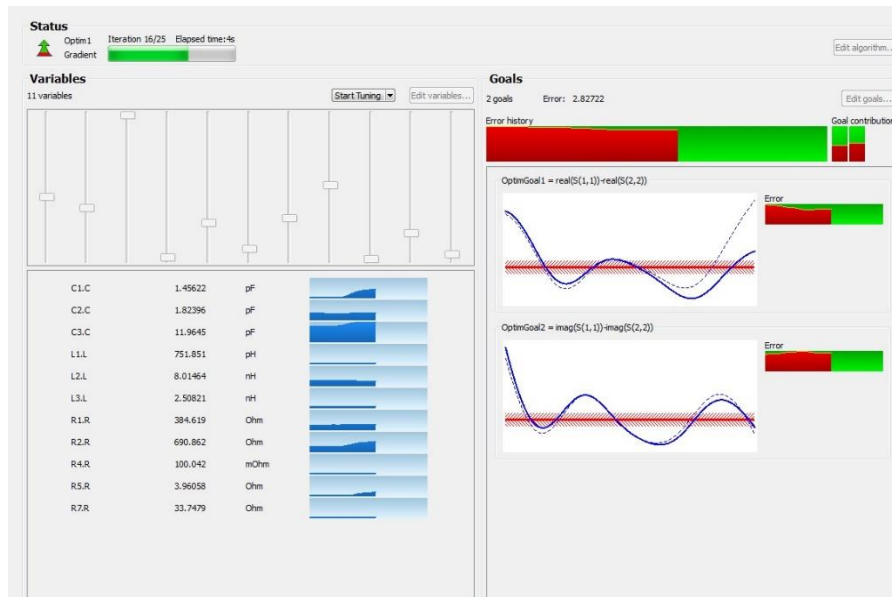 Status
Optim1 Iteration 16/25 Elapsed time:4s
Gradient
Edit algorithm...
Variables
11 variables Start Tuning Edit variables...
C1.C 1.45622 pF
C2.C 1.82396 pF
C3.C 11.9645 pF
L1.L 751.851 pH
L2.L 8.01464 nH
L3.L 2.50821 nH
R1.R 384.619 Ohm
R2.R 690.862 Ohm
R4.R 100.042 mOhm
R5.R 3.96058 Ohm
R7.R 33.7479 Ohm
Goals
2 goals Error: 2.82722 Edit goals...
Error history Goal contribution
OptimGoal1 = real(S(1,1))-real(S(2,2))
Error
OptimGoal2 = imag(S(1,1))-imag(S(2,2))
Error